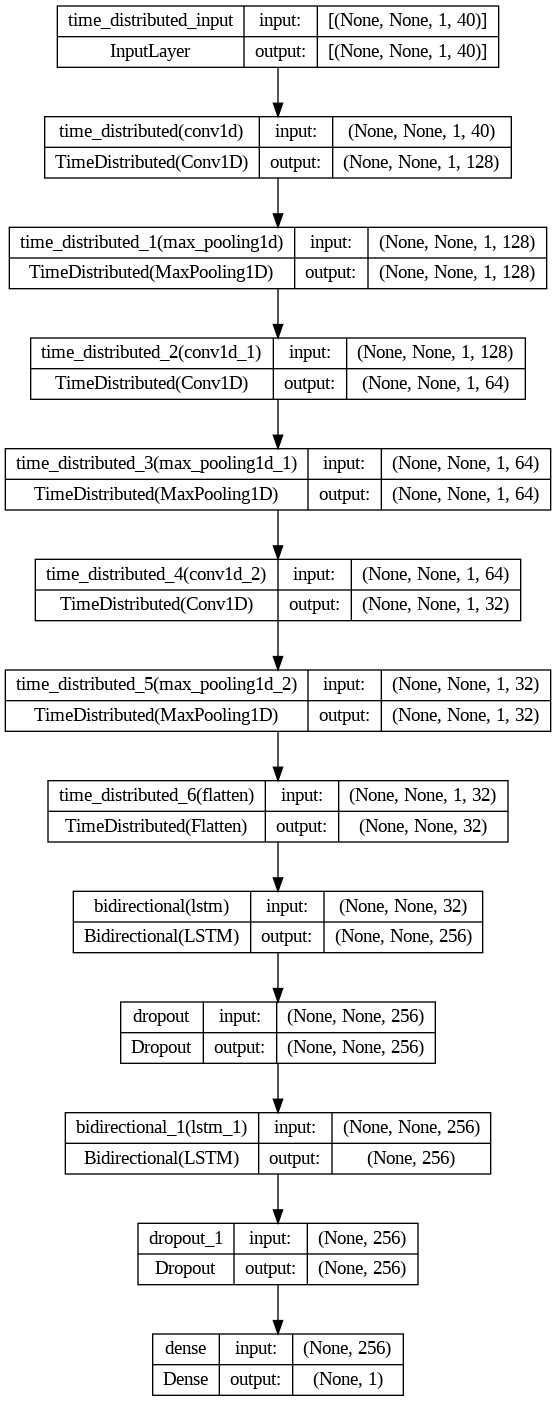 time_distributed_input input: [(None, None, 1, 40)]
InputLayer output: [(None, None, 1, 40)]
time_distributed(conv1d) input: (None, None, 1, 40)
TimeDistributed(Conv1D) output: (None, None, 1, 128)
time_distributed_1(max_pooling1d) input: (None, None, 1, 128)
TimeDistributed(MaxPooling1D) output: (None, None, 1, 128)
time_distributed_2(conv1d_1) input: (None, None, 1, 128)
TimeDistributed(Conv1D) output: (None, None, 1, 64)
time_distributed_3(max_pooling1d_1) input: (None, None, 1, 64)
TimeDistributed(MaxPooling1D) output: (None, None, 1, 64)
time_distributed_4(conv1d_2) input: (None, None, 1, 64)
TimeDistributed(Conv1D) output: (None, None, 1, 32)
time_distributed_5(max_pooling1d_2) input: (None, None, 1, 32)
TimeDistributed(MaxPooling1D) output: (None, None, 1, 32)
time_distributed_6(flatten) input: (None, None, 1, 32)
TimeDistributed(Flatten) output: (None, None, 32)
bidirectional(lstm) input: (None, None, 32)
Bidirectional(LSTM) output: (None, None, 256)
dropout input: (None, None, 256)
Dropout output: (None, None, 256)
bidirectional_1(lstm_1) input: (None, None, 256)
Bidirectional(LSTM) output: (None, 256)
dropout_1 input: (None, 256)
Dropout output: (None, 256)
dense input: (None, 256)
Dense output: (None, 1)